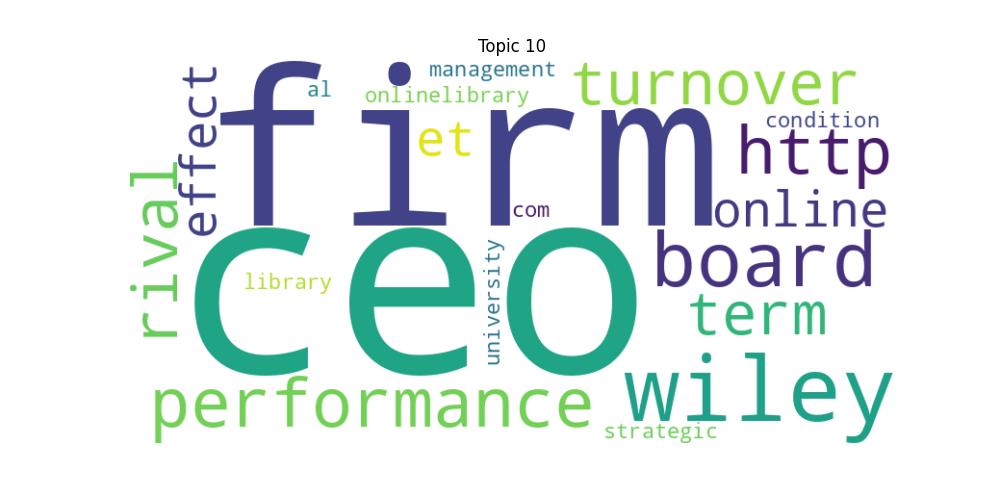 Topic 10
management
al
onlinelibrary
turnover
effect
firm
et
condition
http
rival
com
online
ceo
library
university
board
term
performance
wiley
strategic